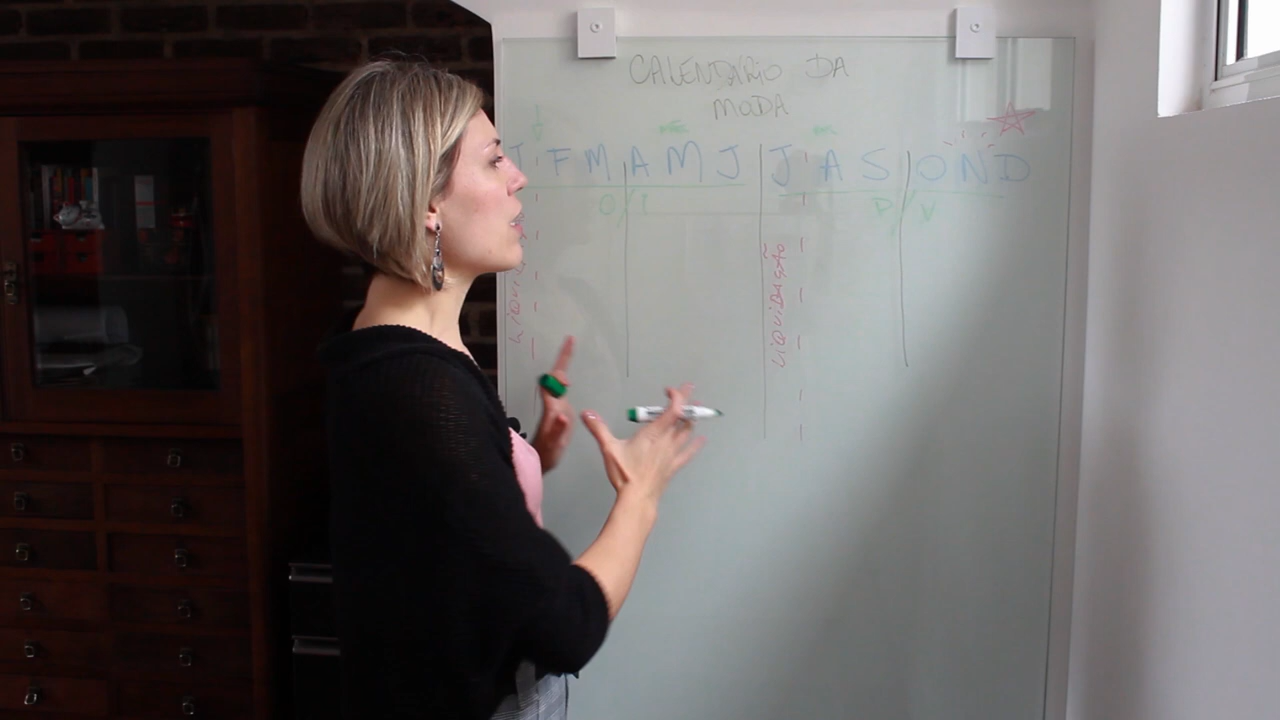 CALENDÁRIO DA
MODA
J F M A M J J A S O N D
O/I P/V
LIQUIDAÇÃO